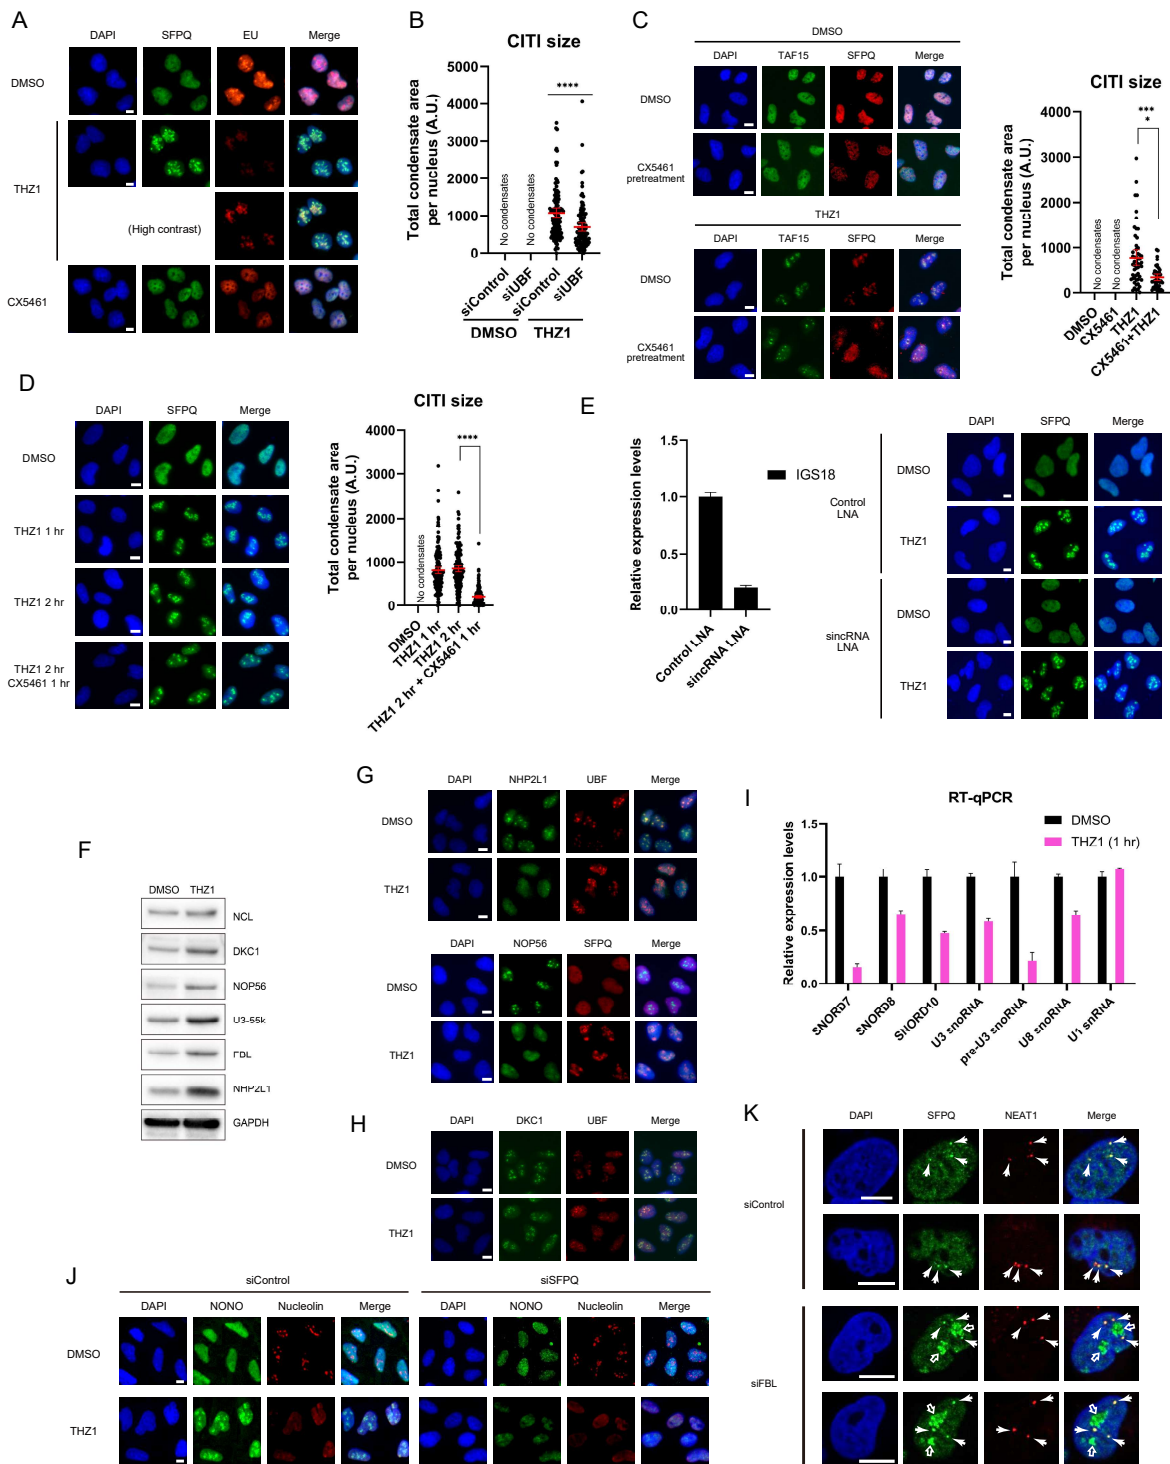 A
DAPI SFPQ EU Merge
DMSO
THZ1
(High contrast)
CX5461
B
CITI size
Total condensate area
per nucleus (A.U.)
5000
4000
3000
2000
1000
0
****
No condensates
No condensates
siControl
siUBF
siControl
siUBF
DMSO THZ1
C
DMSO
DAPI TAF15 SFPQ Merge
DMSO
CX5461
pretreatment
THZ1
DAPI TAF15 SFPQ Merge
DMSO
CX5461
pretreatment
CITI size
Total condensate area
per nucleus (A.U.)
4000
3000
2000
1000
0
***
*
No condensates
No condensates
DMSO
CX5461
THZ1
CX5461+THZ1
D
DAPI SFPQ Merge
DMSO
THZ1 1 hr
THZ1 2 hr
THZ1 2 hr
CX5461 1 hr
CITI size
Total condensate area
per nucleus (A.U.)
4000
3000
2000
1000
0
****
No condensates
DMSO
THZ1 1 hr
THZ1 2 hr
THZ1 2 hr + CX5461 1 hr
E
Relative expression levels
1.5
1.0
0.5
0.0
IGS18
Control LNA
sincRNA LNA
DAPI SFPQ Merge
DMSO
Control
LNA
THZ1
DMSO
sincRNA
LNA
THZ1
F
DMSO THZ1
NCL
DKC1
NOP56
U3-55k
FBL
NHP2L1
GAPDH
G
DAPI NHP2L1 UBF Merge
DMSO
THZ1
DAPI NOP56 SFPQ Merge
DMSO
THZ1
H
DAPI DKC1 UBF Merge
DMSO
THZ1
I
RT-qPCR
DMSO
THZ1 (1 hr)
Relative expression levels
1.5
1.0
0.5
0.0
SNORD7
SNORD8
SNORD10
U3 snoRNA
pre-U3 snoRNA
U8 snoRNA
U1 snRNA
J
siControl siSFPQ
DAPI NONO Nucleolin Merge DAPI NONO Nucleolin Merge
DMSO
THZ1
K
DAPI SFPQ NEAT1 Merge
siControl
siFBL